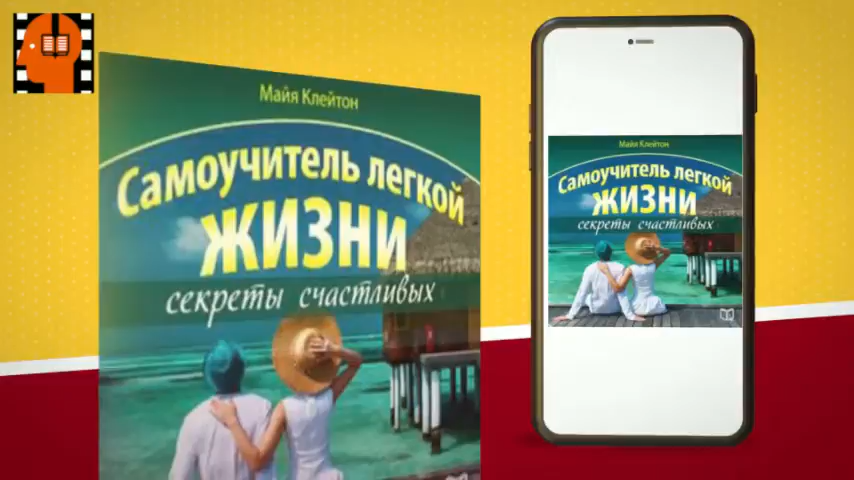 Майя Клейтон
Самоучитель легкой
жизни
секреты счастливых
Майя Клейтон
Самоучитель легкой
жизни
секреты счастливых